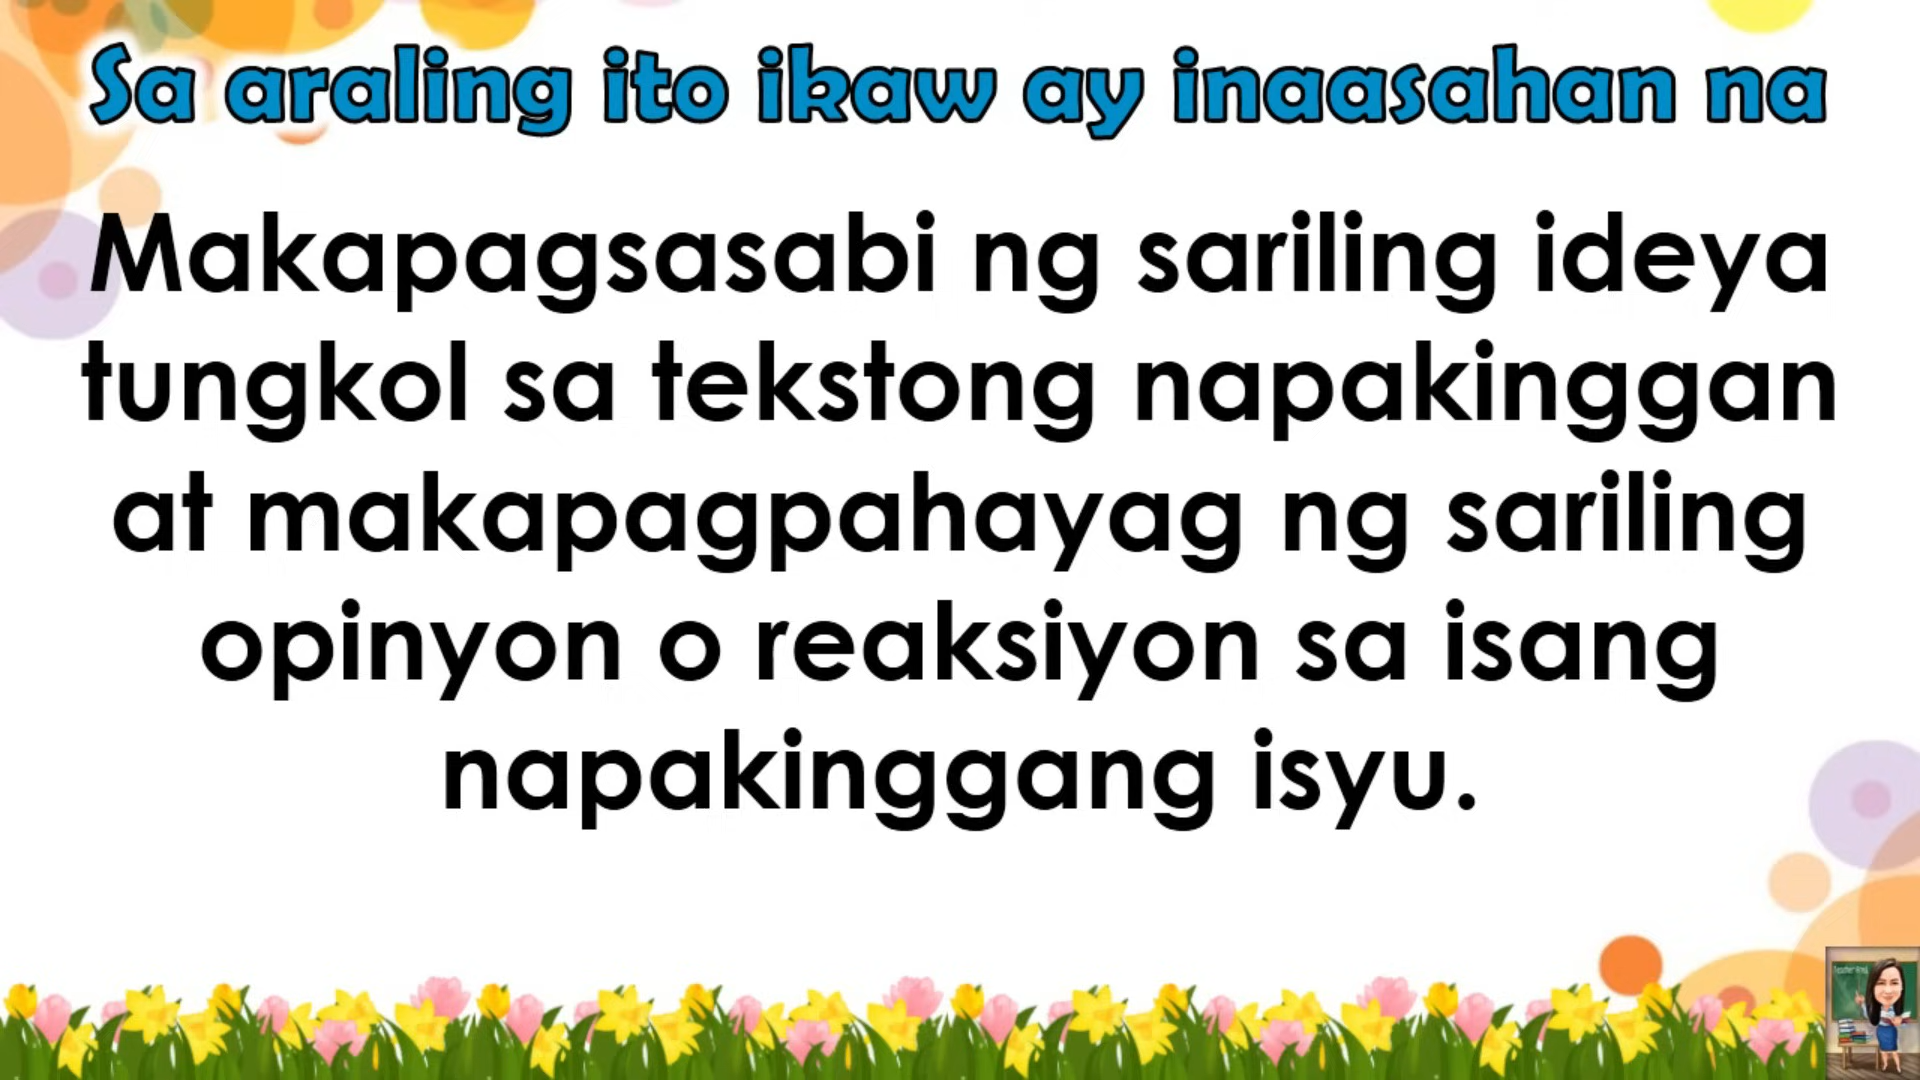 Sa araling ito ikaw ay inaasahan na
Makapagsasabi ng sariling ideya
tungkol sa tekstong napakinggan
at makapagpahayag ng sariling
opinyon o reaksiyon sa isang
napakinggang isyu.